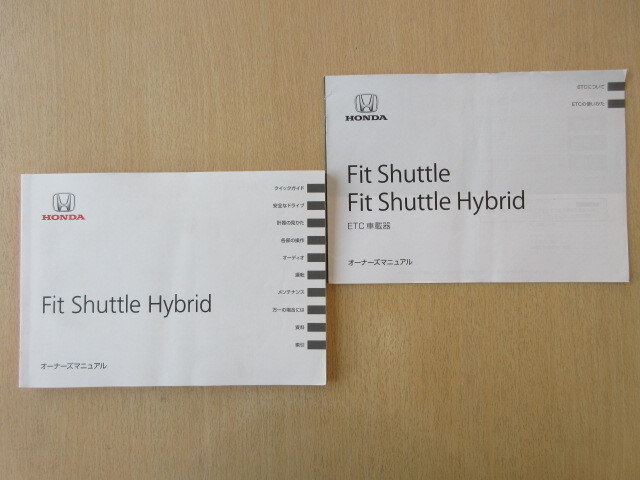 HONDA
Fit Shuttle Hybrid
オーナーズマニュアル
クイックガイド
安全なドライブ
計器の見かた
各部の操作
オーディオ
運転
メンテナンス
万一の場合には
資料
索引
HONDA
Fit Shuttle
Fit Shuttle Hybrid
ETC車載器
オーナーズマニュアル
ETCについて
ETCの使いかた